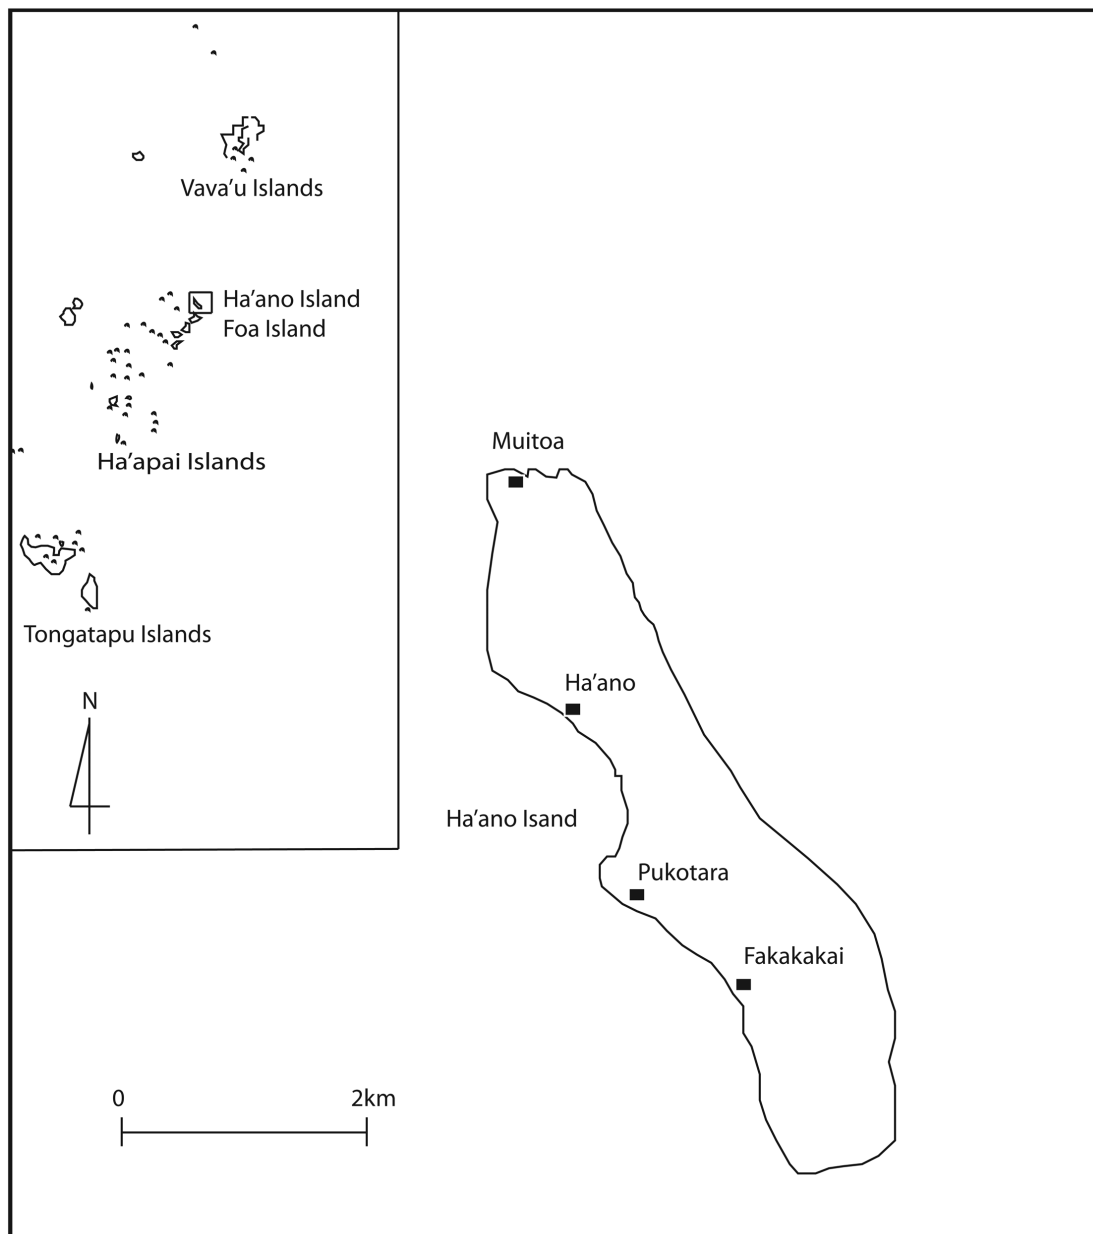 Vava’u Islands
Ha’ano Island
Foa Island
Ha’apai Islands
Tongatapu Islands
N
Muitoa
Ha’ano
Ha’ano Isand
Pukotara
Fakakakai
0 2km